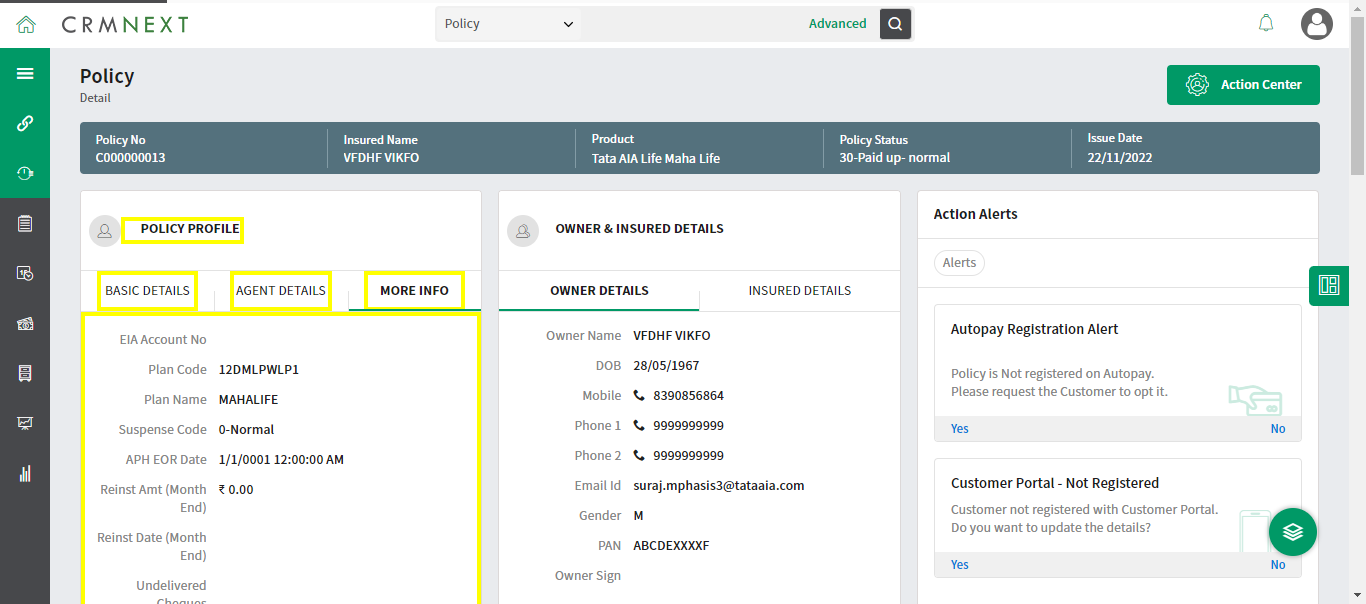 CRMNEXT
Policy
Advanced
Policy
Detail
Action Center
Policy No
C000000013
Insured Name
VFDHF VIKFO
Product
Tata AIA Life Maha Life
Policy Status
30-Paid up- normal
Issue Date
22/11/2022
POLICY PROFILE
BASIC DETAILS
AGENT DETAILS
MORE INFO
EIA Account No
Plan Code 12DMLPWLP1
Plan Name MAHALIFE
Suspense Code 0-Normal
APH EOR Date 1/1/0001 12:00:00 AM
Reinst Amt (Month ₹ 0.00
End)
Reinst Date (Month
End)
Undelivered
Cheques
OWNER & INSURED DETAILS
OWNER DETAILS
INSURED DETAILS
Owner Name VFDHF VIKFO
DOB 28/05/1967
Mobile 8390856864
Phone 1 9999999999
Phone 2 9999999999
Email Id suraj.mphasis3@tataaia.com
Gender M
PAN ABCDEXXXXF
Owner Sign
Action Alerts
Alerts
Autopay Registration Alert
Policy is Not registered on Autopay.
Please request the Customer to opt it.
Yes No
Customer Portal - Not Registered
Customer not registered with Customer Portal.
Do you want to update the details?
Yes No